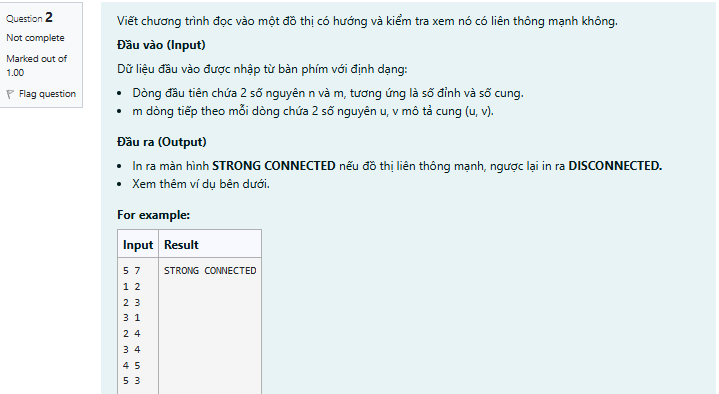 Question 2
Not complete
Marked out of
1.00
Flag question
Viết chương trình đọc vào một đồ thị có hướng và kiểm tra xem nó có liên thông mạnh không.
Đầu vào (Input)
Dữ liệu đầu vào được nhập từ bàn phím với định dạng:
• Dòng đầu tiên chứa 2 số nguyên n và m, tương ứng là số đỉnh và số cung.
• m dòng tiếp theo mỗi dòng chứa 2 số nguyên u, v mô tả cung (u, v).
Đầu ra (Output)
• In ra màn hình STRONG CONNECTED nếu đồ thị liên thông mạnh, ngược lại in ra DISCONNECTED.
• Xem thêm ví dụ bên dưới.
For example:
Input Result
5 7 STRONG CONNECTED
1 2
2 3
3 1
2 4
3 4
4 5
5 3